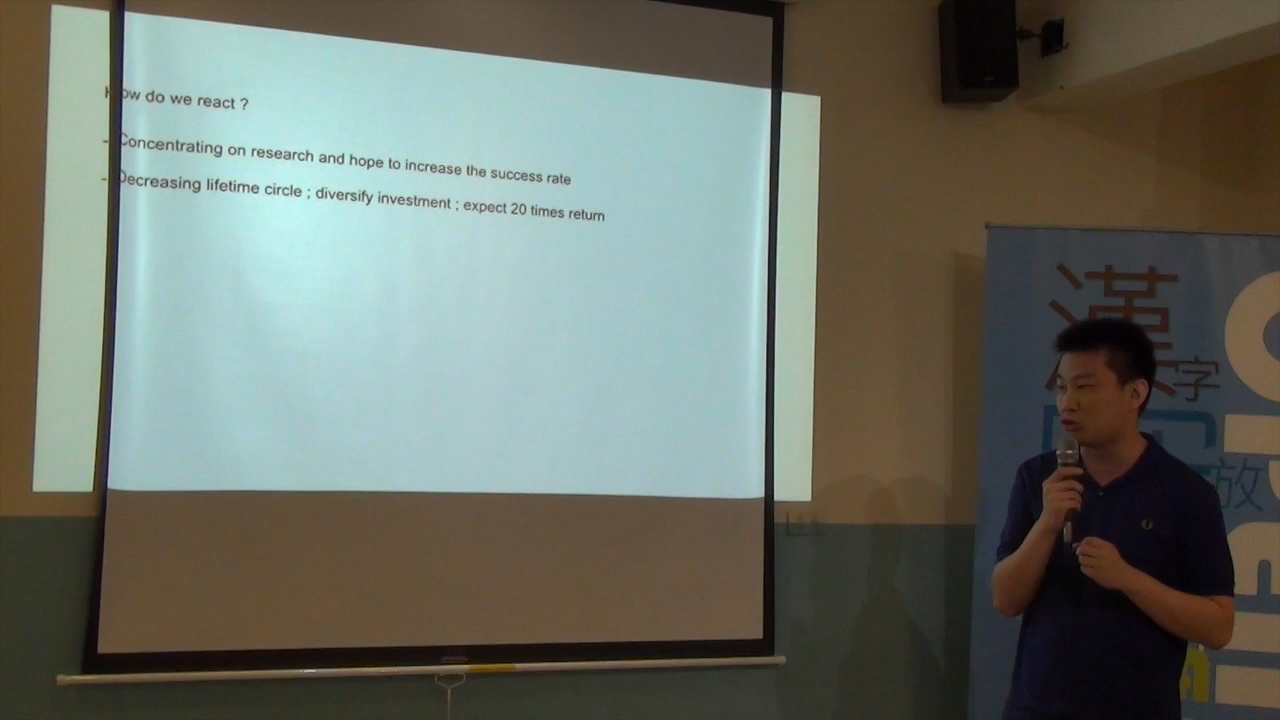 How do we react ?
- Concentrating on research and hope to increase the success rate
- Decreasing lifetime circle ; diversify investment ; expect 20 times return
漢
字
放